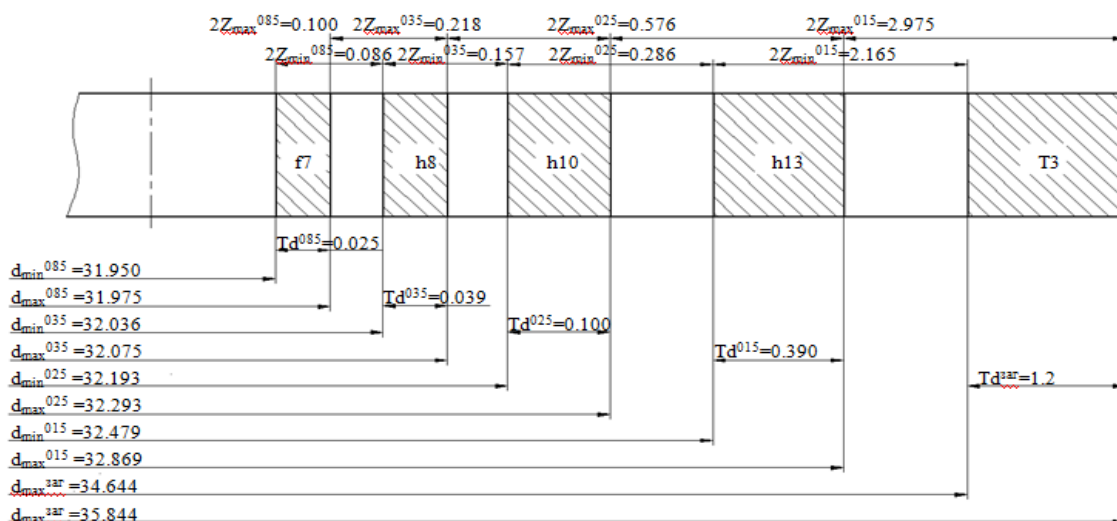 2Zmax⁰⁸⁵=0.100 2Zmax⁰³⁵=0.218 2Zmax⁰²⁵=0.576 2Zmax⁰¹⁵=2.975
2Zmin⁰⁸⁵=0.086 2Zmin⁰³⁵=0.157 2Zmin⁰²⁵=0.286 2Zmin⁰¹⁵=2.165
f7 h8 h10 h13 T3
Td⁰⁸⁵=0.025
dmin⁰⁸⁵ =31.950
dmax⁰⁸⁵ =31.975
Td⁰³⁵=0.039
dmin⁰³⁵ =32.036
Td⁰²⁵=0.100
dmax⁰³⁵ =32.075
Td⁰¹⁵=0.390
dmin⁰²⁵ =32.193
Tdᶻᵃᶢ=1.2
dmax⁰²⁵ =32.293
dmin⁰¹⁵ =32.479
dmax⁰¹⁵ =32.869
=34.644
=35.844